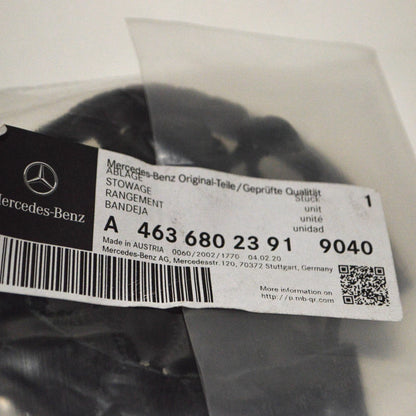 Mercedes-Benz
Mercedes-Benz Original-Teile/Geprüfte Qualität
ABLAGE
STOWAGE
RANGEMENT
BANDEJA
Stück
unit
unité
unidad
1
A 463 680 23 91 9040
Made in AUSTRIA 0060/2002/1770 04.02.20
Mercedes-Benz AG, Mercedesstr.120, 70372 Stuttgart, Germany
More information on
http://p.mb-qr.com